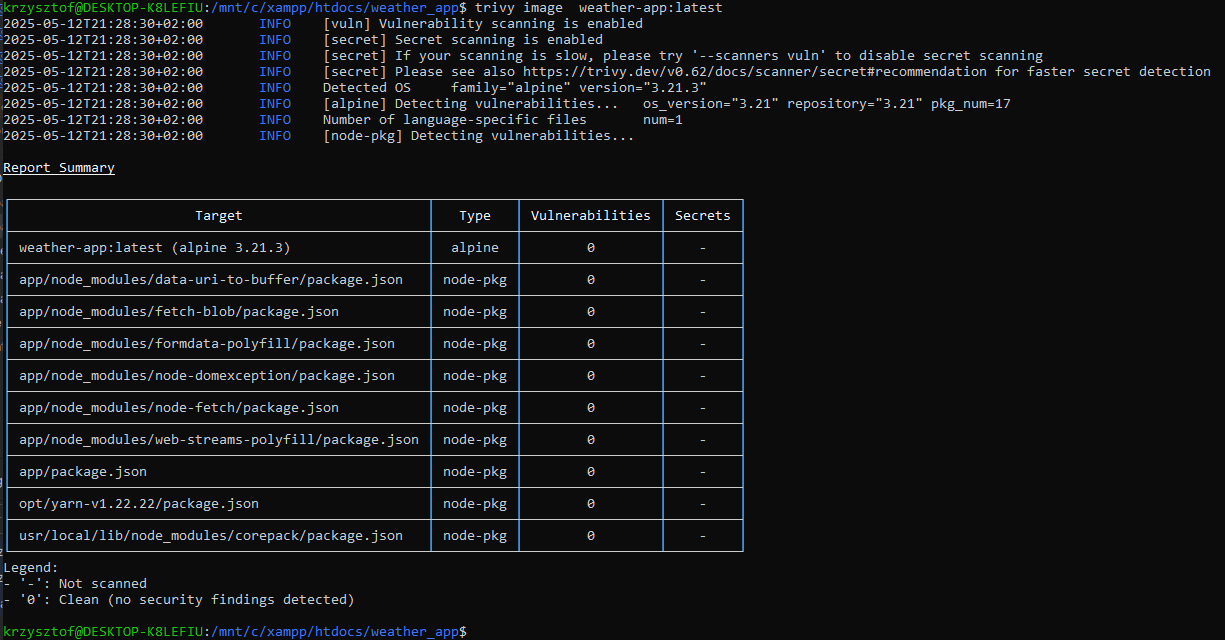 krzysztof@DESKTOP-K8LEFIU:/mnt/c/xampp/htdocs/weather_app$ trivy image  weather-app:latest
2025-05-12T21:28:30+02:00       INFO    [vuln] Vulnerability scanning is enabled
2025-05-12T21:28:30+02:00       INFO    [secret] Secret scanning is enabled
2025-05-12T21:28:30+02:00       INFO    [secret] If your scanning is slow, please try '--scanners vuln' to disable secret scanning
2025-05-12T21:28:30+02:00       INFO    [secret] Please see also https://trivy.dev/v0.62/docs/scanner/secret#recommendation for faster secret detection
2025-05-12T21:28:30+02:00       INFO    Detected OS     family="alpine" version="3.21.3"
2025-05-12T21:28:30+02:00       INFO    [alpine] Detecting vulnerabilities...   os_version="3.21" repository="3.21" pkg_num=17
2025-05-12T21:28:30+02:00       INFO    Number of language-specific files       num=1
2025-05-12T21:28:30+02:00       INFO    [node-pkg] Detecting vulnerabilities...
Report Summary
Target Type Vulnerabilities Secrets
weather-app:latest (alpine 3.21.3) alpine 0 -
app/node_modules/data-uri-to-buffer/package.json node-pkg 0 -
app/node_modules/fetch-blob/package.json node-pkg 0 -
app/node_modules/formdata-polyfill/package.json node-pkg 0 -
app/node_modules/node-domexception/package.json node-pkg 0 -
app/node_modules/node-fetch/package.json node-pkg 0 -
app/node_modules/web-streams-polyfill/package.json node-pkg 0 -
app/package.json node-pkg 0 -
opt/yarn-v1.22.22/package.json node-pkg 0 -
usr/local/lib/node_modules/corepack/package.json node-pkg 0 -
Legend:
- '-': Not scanned
- '0': Clean (no security findings detected)
krzysztof@DESKTOP-K8LEFIU:/mnt/c/xampp/htdocs/weather_app$